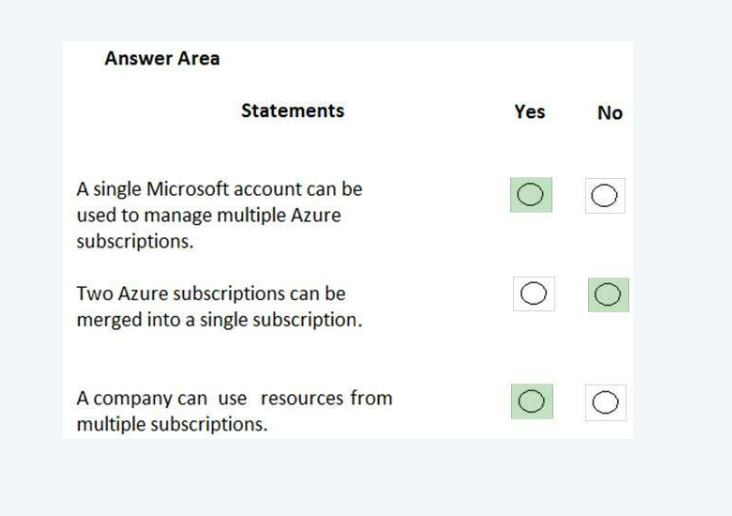 Answer Area
Statements Yes No
A single Microsoft account can be
used to manage multiple Azure
subscriptions.
Two Azure subscriptions can be
merged into a single subscription.
A company can use resources from
multiple subscriptions.